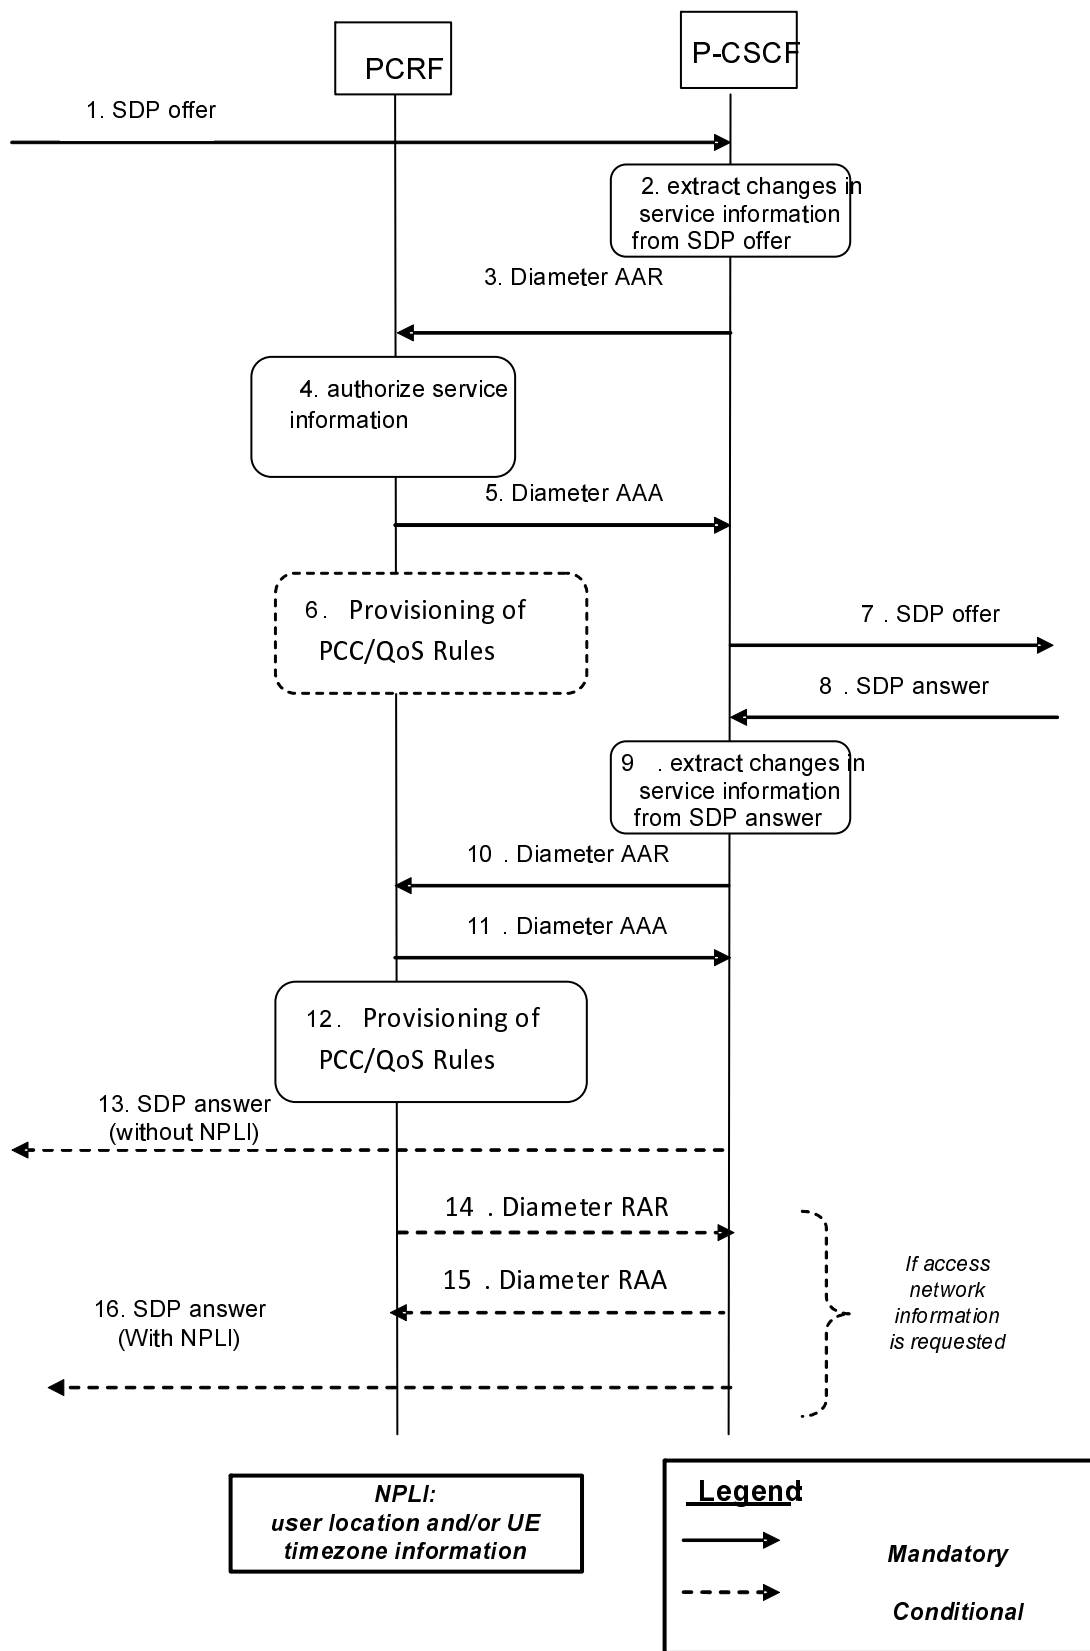 PCRF
P-CSCF
1. SDP offer
2. extract changes in
service information
from SDP offer
3. Diameter AAR
4. authorize service
information
5. Diameter AAA
6. Provisioning of
PCC/QoS Rules
7. SDP offer
8. SDP answer
9. extract changes in
service information
from SDP answer
10. Diameter AAR
11. Diameter AAA
12. Provisioning of
PCC/QoS Rules
13. SDP answer
(without NPLI)
14. Diameter RAR
15. Diameter RAA
If access
network
information
is requested
16. SDP answer
(With NPLI)
NPLI:
user location and/or UE
timezone information
Legend
Mandatory
Conditional